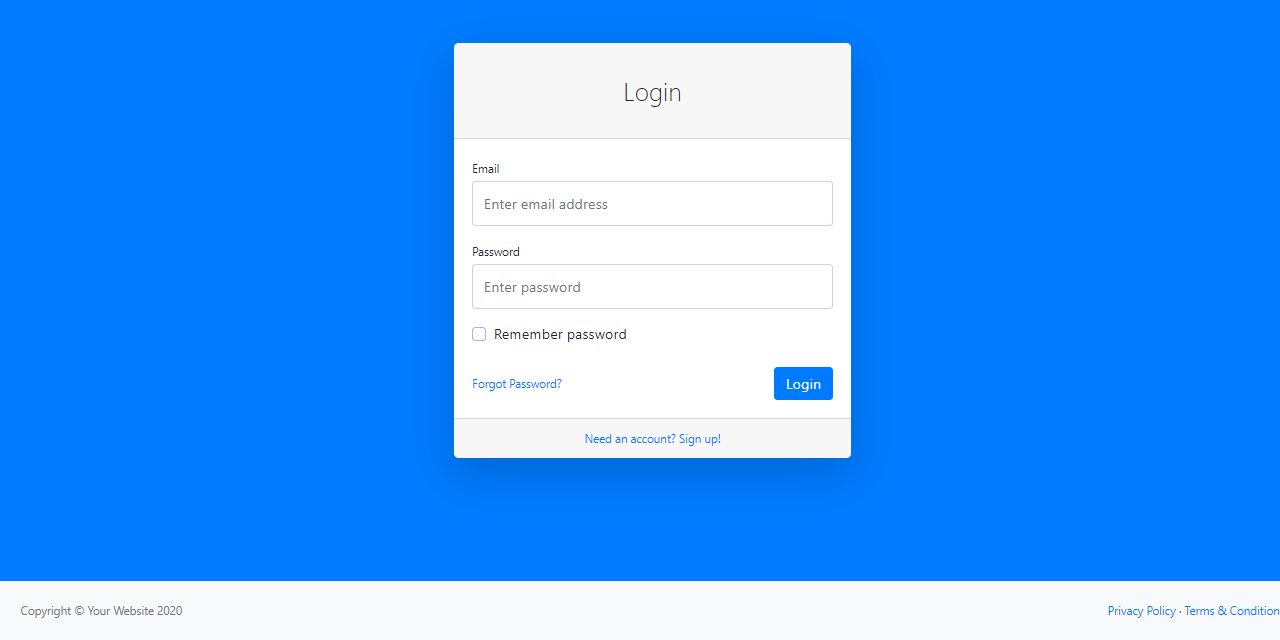 Login
Email
Enter email address
Password
Enter password
Remember password
Forgot Password?
Login
Need an account? Sign up!
Copyright © Your Website 2020
Privacy Policy · Terms & Condition